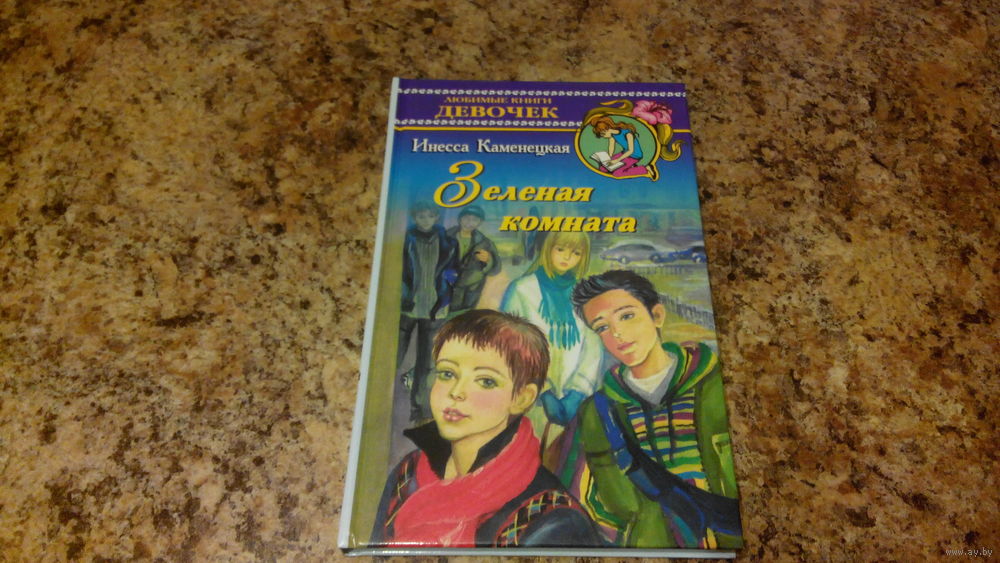 ЛЮБИМЫЕ КНИГИ
ДЕВОЧЕК
Инесса Каменецкая
Зеленая
комната
www.ay.by